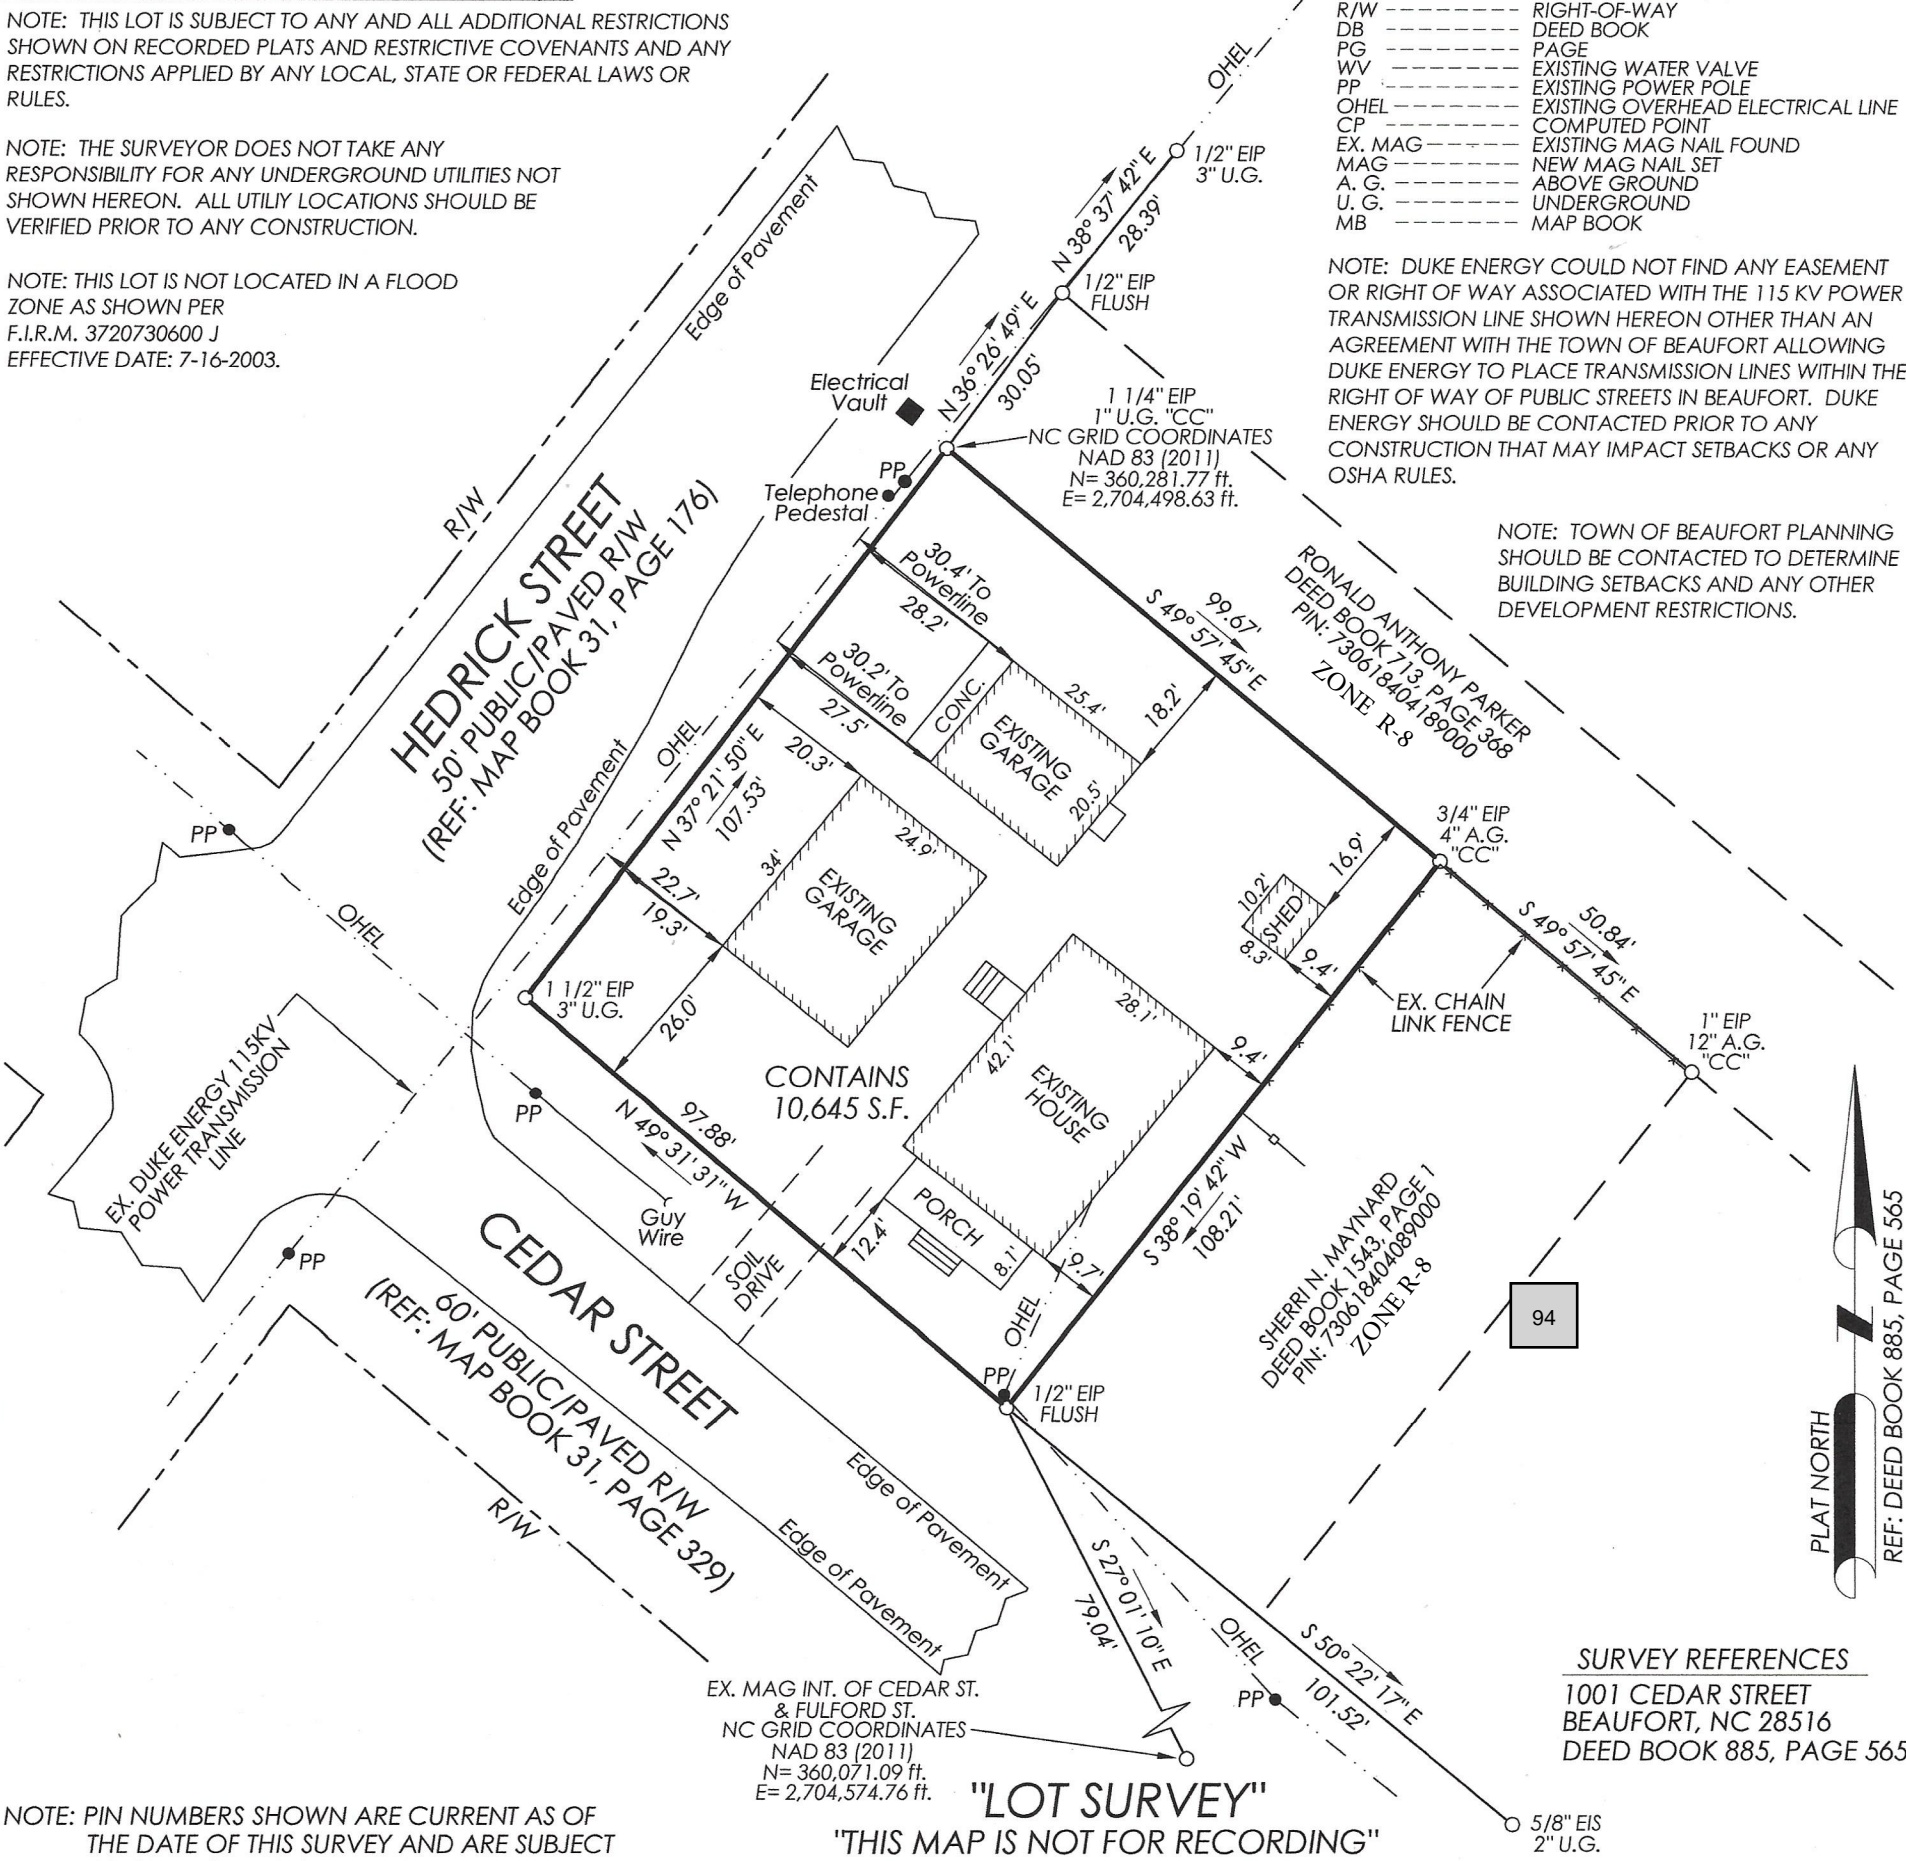 NOTE: THIS LOT IS SUBJECT TO ANY AND ALL ADDITIONAL RESTRICTIONS
SHOWN ON RECORDED PLATS AND RESTRICTIVE COVENANTS AND ANY
RESTRICTIONS APPLIED BY ANY LOCAL, STATE OR FEDERAL LAWS OR
RULES.
NOTE: THE SURVEYOR DOES NOT TAKE ANY
RESPONSIBILITY FOR ANY UNDERGROUND UTILITIES NOT
SHOWN HEREON. ALL UTILIY LOCATIONS SHOULD BE
VERIFIED PRIOR TO ANY CONSTRUCTION.
NOTE: THIS LOT IS NOT LOCATED IN A FLOOD
ZONE AS SHOWN PER
F.I.R.M. 3720730600 J
EFFECTIVE DATE: 7-16-2003.
R/W -------- RIGHT-OF-WAY
DB -------- DEED BOOK
PG -------- PAGE
WV -------- EXISTING WATER VALVE
PP -------- EXISTING POWER POLE
OHEL -------- EXISTING OVERHEAD ELECTRICAL LINE
CP -------- COMPUTED POINT
EX. MAG ------ EXISTING MAG NAIL FOUND
MAG -------- NEW MAG NAIL SET
A. G. -------- ABOVE GROUND
U. G. -------- UNDERGROUND
MB -------- MAP BOOK
NOTE: DUKE ENERGY COULD NOT FIND ANY EASEMENT
OR RIGHT OF WAY ASSOCIATED WITH THE 115 KV POWER
TRANSMISSION LINE SHOWN HEREON OTHER THAN AN
AGREEMENT WITH THE TOWN OF BEAUFORT ALLOWING
DUKE ENERGY TO PLACE TRANSMISSION LINES WITHIN THE
RIGHT OF WAY OF PUBLIC STREETS IN BEAUFORT. DUKE
ENERGY SHOULD BE CONTACTED PRIOR TO ANY
CONSTRUCTION THAT MAY IMPACT SETBACKS OR ANY
OSHA RULES.
NOTE: TOWN OF BEAUFORT PLANNING
SHOULD BE CONTACTED TO DETERMINE
BUILDING SETBACKS AND ANY OTHER
DEVELOPMENT RESTRICTIONS.
OHEL
1/2" EIP
3" U.G.
N 38° 37' 42" E
28.39'
1/2" EIP
FLUSH
N 36° 26' 49" E
30.05'
Edge of Pavement
Electrical
Vault
1 1/4" EIP
1" U.G. "CC"
NC GRID COORDINATES
NAD 83 (2011)
N= 360,281.77 ft.
E= 2,704,498.63 ft.
PP
Telephone
Pedestal
R/W
HEDRICK STREET
50' PUBLIC/PAVED R/W
(REF: MAP BOOK 31, PAGE 176)
30.4' To
Powerline
28.2'
30.2' To
Powerline
27.5'
CONC.
EXISTING
GARAGE
25.4'
20.5'
18.2'
99.67'
S 49° 57' 45" E
RONALD ANTHONY PARKER
DEED BOOK 713, PAGE 368
PIN: 730618404189000
ZONE R-8
OHEL
Edge of Pavement
N 37° 21' 50" E
107.53'
20.3'
34'
24.9'
EXISTING
GARAGE
22.7'
19.3'
26.0'
3/4" EIP
4" A.G.
"CC"
16.9'
10.2'
SHED
8.3'
9.4'
50.84'
S 49° 57' 45" E
EX. CHAIN
LINK FENCE
1" EIP
12" A.G.
"CC"
PP
OHEL
1 1/2" EIP
3" U.G.
28.1'
42.1'
9.4'
EXISTING
HOUSE
CONTAINS
10,645 S.F.
EX. DUKE ENERGY 115KV
POWER TRANSMISSION
LINE
PP
97.88'
N 49° 31' 31" W
Guy
Wire
SOIL
DRIVE
12.4'
PORCH
8.1'
9.7'
OHEL
S 38° 19' 42" W
108.21'
SHERRI N. MAYNARD
DEED BOOK 1543, PAGE 1
PIN: 730618404089000
ZONE R-8
94
PP
CEDAR STREET
60' PUBLIC/PAVED R/W
(REF: MAP BOOK 31, PAGE 329)
PP
1/2" EIP
FLUSH
R/W
Edge of Pavement
Edge of Pavement
PLAT NORTH
REF: DEED BOOK 885, PAGE 565
S 27° 01' 10" E
79.04'
OHEL
PP
S 50° 22' 17" E
101.52'
EX. MAG INT. OF CEDAR ST.
& FULFORD ST.
NC GRID COORDINATES
NAD 83 (2011)
N= 360,071.09 ft.
E= 2,704,574.76 ft.
SURVEY REFERENCES
1001 CEDAR STREET
BEAUFORT, NC 28516
DEED BOOK 885, PAGE 565
5/8" EIS
2" U.G.
"LOT SURVEY"
"THIS MAP IS NOT FOR RECORDING"
NOTE: PIN NUMBERS SHOWN ARE CURRENT AS OF
THE DATE OF THIS SURVEY AND ARE SUBJECT